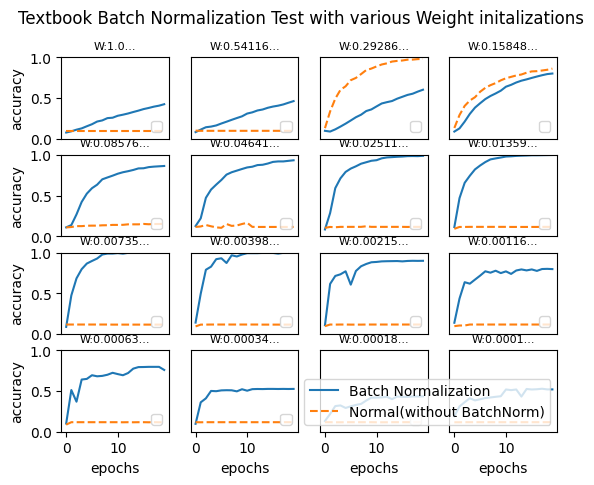 Textbook Batch Normalization Test with various Weight initalizations
W:1.0... W:0.54116... W:0.29286... W:0.15848...
1.0
accuracy
0.5
0.0
W:0.08576... W:0.04641... W:0.02511... W:0.01359...
1.0
accuracy
0.5
0.0
W:0.00735... W:0.00398... W:0.00215... W:0.00116...
1.0
accuracy
0.5
0.0
W:0.00063... W:0.00034... W:0.00018... W:0.0001...
1.0
accuracy
0.5
0.0
Batch Normalization
Normal(without BatchNorm)
0 10 0 10 0 10 0 10
epochs epochs epochs epochs